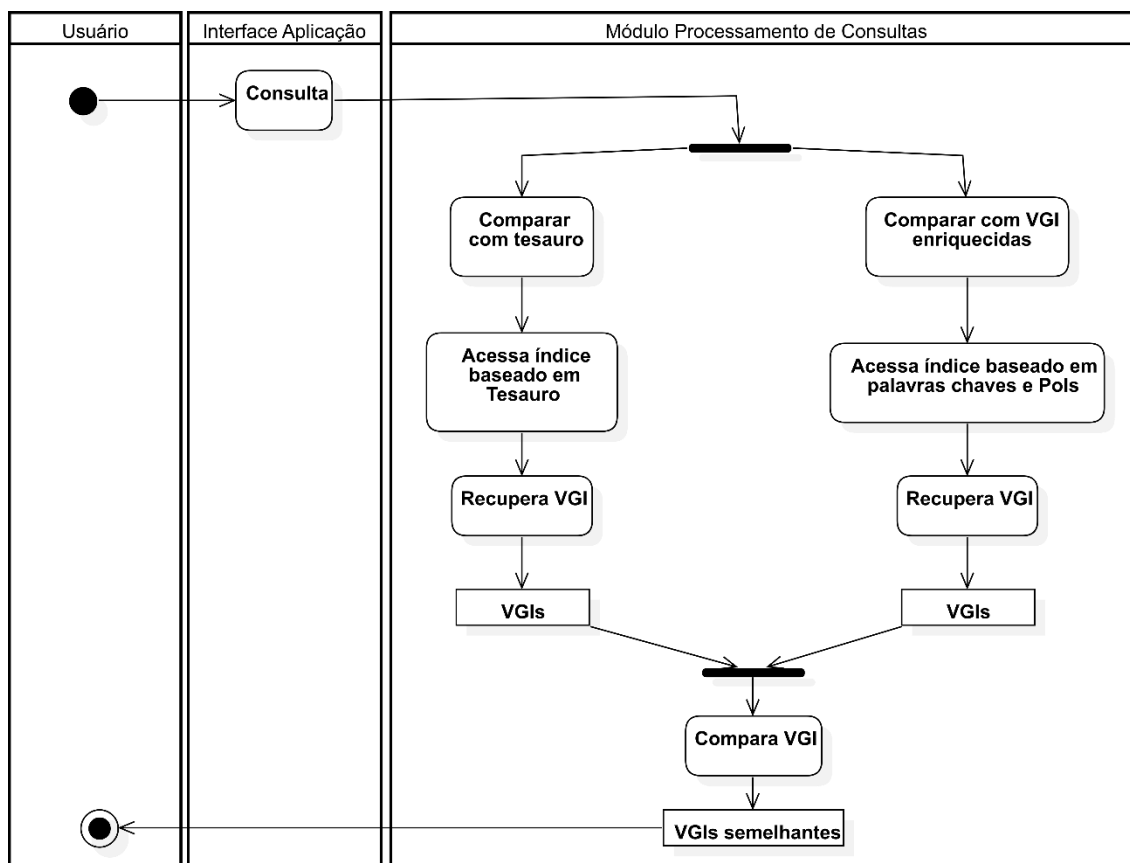 Usuário
Interface Aplicação
Módulo Processamento de Consultas
Consulta
Comparar
com tesauro
Comparar com VGI
enriquecidas
Acessa índice
baseado em
Tesauro
Acessa índice baseado em
palavras chaves e PoIs
Recupera VGI
Recupera VGI
VGIs
VGIs
Compara VGI
VGIs semelhantes